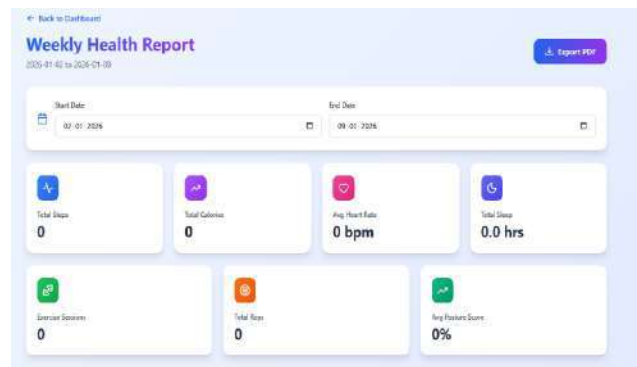 ← Back to Dashboard
Weekly Health Report
2026-01-02 to 2026-01-09
Export PDF
Start Date
End Date
02-01-2026
09-01-2026
Total Steps
Total Calories
Avg Heart Rate
Total Sleep
0
0
0 bpm
0.0 hrs
Exercise Sessions
Total Reps
Avg Posture Score
0
0
0%